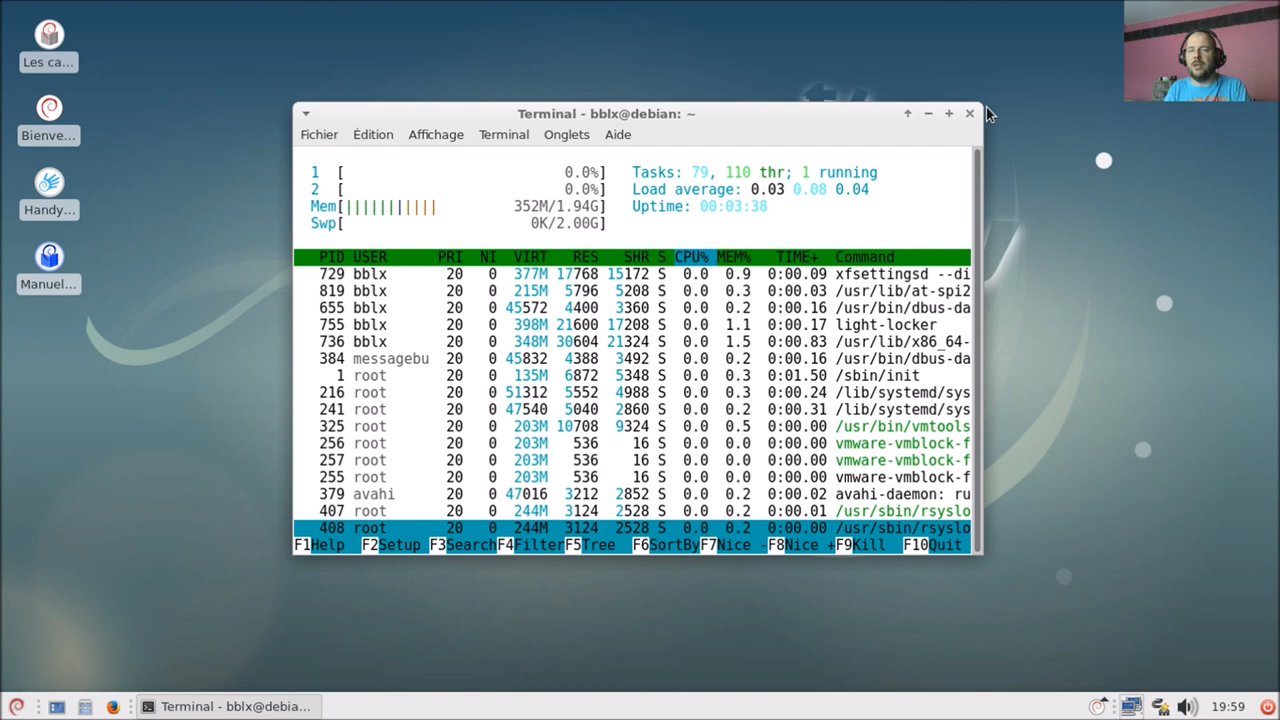 Les ca...
Bienve...
Handy...
Manuel...
Terminal - bblx@debian: ~
Fichier Édition Affichage Terminal Onglets Aide
1 [ 0.0%] Tasks: 79, 110 thr; 1 running
2 [ 0.0%] Load average: 0.03 0.08 0.04
Mem[||||||||||| 352M/1.94G] Uptime: 00:03:38
Swp[ 0K/2.00G]
PID USER PRI NI VIRT RES SHR S CPU% MEM% TIME+ Command
729 bblx 20 0 377M 17768 15172 S 0.0 0.9 0:00.09 xfsettingsd --di
819 bblx 20 0 215M 5796 5208 S 0.0 0.3 0:00.03 /usr/lib/at-spi2
655 bblx 20 0 45572 4400 3360 S 0.0 0.2 0:00.16 /usr/bin/dbus-da
755 bblx 20 0 398M 21600 17208 S 0.0 1.1 0:00.17 light-locker
736 bblx 20 0 348M 30604 21324 S 0.0 1.5 0:00.83 /usr/lib/x86_64-
384 messagebu 20 0 45832 4388 3492 S 0.0 0.2 0:00.16 /usr/bin/dbus-da
1 root 20 0 135M 6872 5348 S 0.0 0.3 0:01.50 /sbin/init
216 root 20 0 51312 5552 4988 S 0.0 0.3 0:00.24 /lib/systemd/sys
241 root 20 0 47540 5040 2860 S 0.0 0.2 0:00.31 /lib/systemd/sys
325 root 20 0 203M 10708 9324 S 0.0 0.5 0:00.00 /usr/bin/vmtools
256 root 20 0 203M 536 16 S 0.0 0.0 0:00.00 vmware-vmblock-f
257 root 20 0 203M 536 16 S 0.0 0.0 0:00.00 vmware-vmblock-f
255 root 20 0 203M 536 16 S 0.0 0.0 0:00.00 vmware-vmblock-f
379 avahi 20 0 47016 3212 2852 S 0.0 0.2 0:00.02 avahi-daemon: ru
407 root 20 0 244M 3124 2528 S 0.0 0.2 0:00.01 /usr/sbin/rsyslo
408 root 20 0 244M 3124 2528 S 0.0 0.2 0:00.00 /usr/sbin/rsyslo
F1Help F2Setup F3SearchF4FilterF5Tree F6SortByF7Nice -F8Nice +F9Kill F10Quit
Terminal - bblx@debia...
19:59